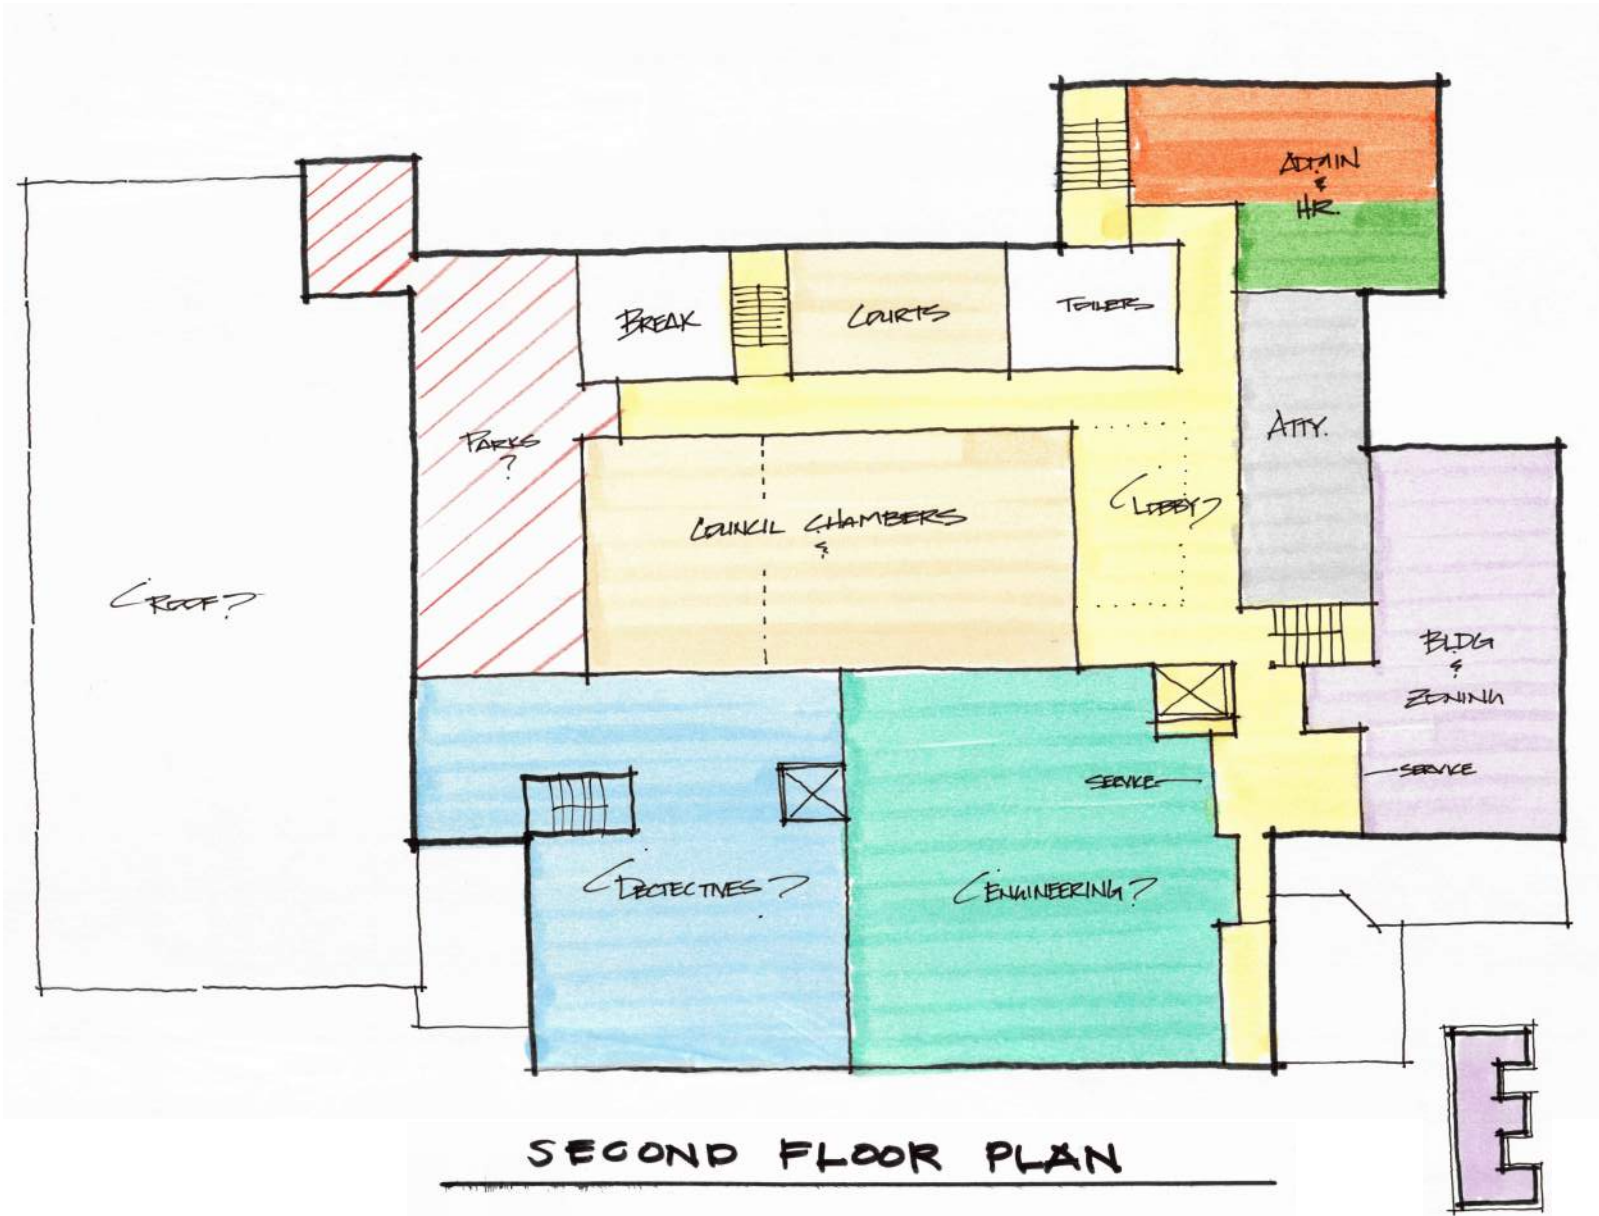 ADMIN
&
HR.
BREAK
COURTS
TOILETS
PARKS
?
ATTY.
COUNCIL CHAMBERS
&
<LOBBY>
<ROOF>
BLDG
&
ZONING
SERVICE
SERVICE
<DECTECTIVES>
<ENGINEERING>
SECOND FLOOR PLAN
E